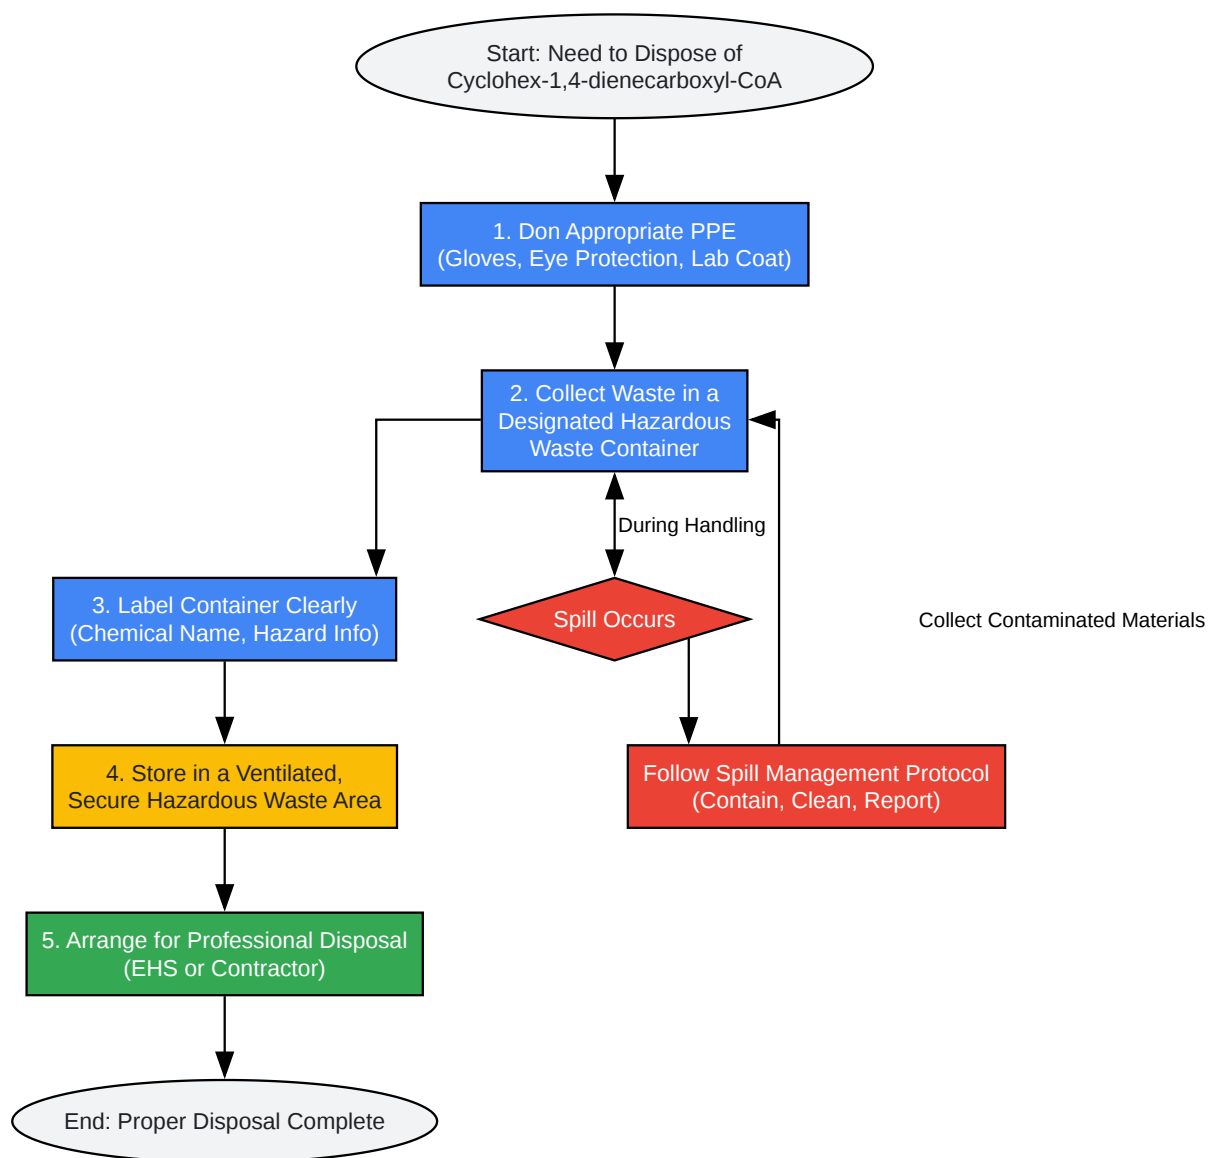 Start: Need to Dispose of
Cyclohex-1,4-dienecarboxyl-CoA
1. Don Appropriate PPE
(Gloves, Eye Protection, Lab Coat)
2. Collect Waste in a
Designated Hazardous
Waste Container
During Handling
3. Label Container Clearly
(Chemical Name, Hazard Info)
Spill Occurs
Collect Contaminated Materials
4. Store in a Ventilated,
Secure Hazardous Waste Area
Follow Spill Management Protocol
(Contain, Clean, Report)
5. Arrange for Professional Disposal
(EHS or Contractor)
End: Proper Disposal Complete